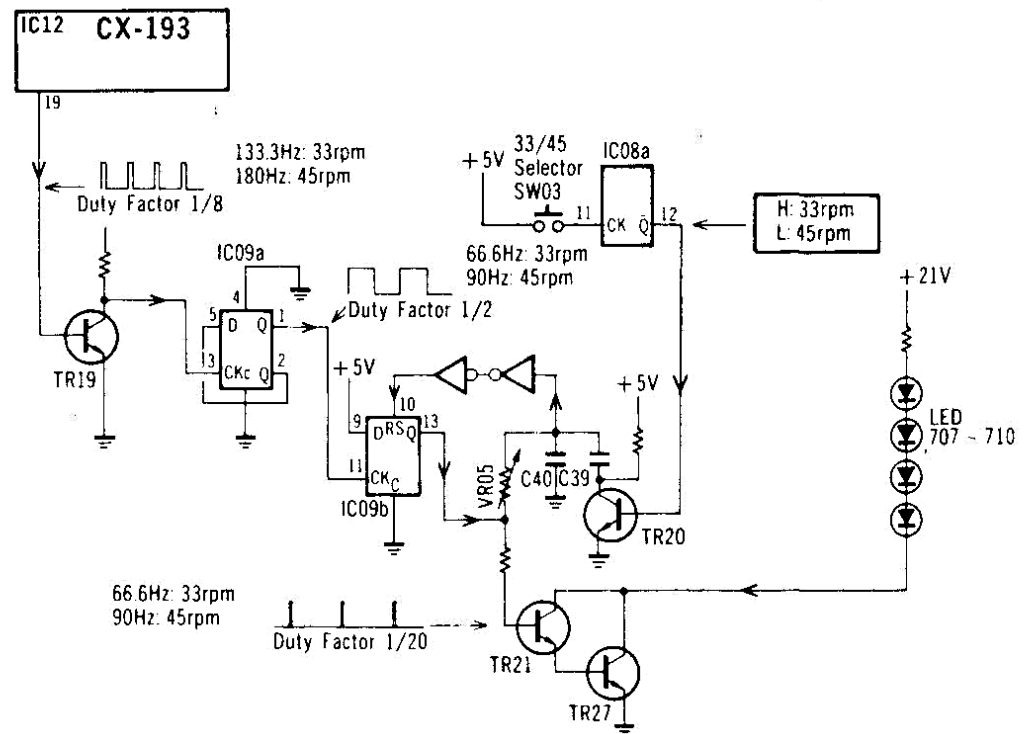 IC12 CX-193
19
133.3Hz: 33rpm
180Hz: 45rpm
Duty Factor 1/8
+5V
33/45
Selector
SW03
IC08a
11
CK Q̄
12
H: 33rpm
L: 45rpm
IC09a
4
5
D Q
1
3
CKC Q
2
TR19
66.6Hz: 33rpm
90Hz: 45rpm
Duty Factor 1/2
+21V
LED
707 ~ 710
+5V
10
9
D RS Q
13
11
CKC
IC09b
VR05
C40
C39
+5V
TR20
66.6Hz: 33rpm
90Hz: 45rpm
Duty Factor 1/20
TR21
TR27